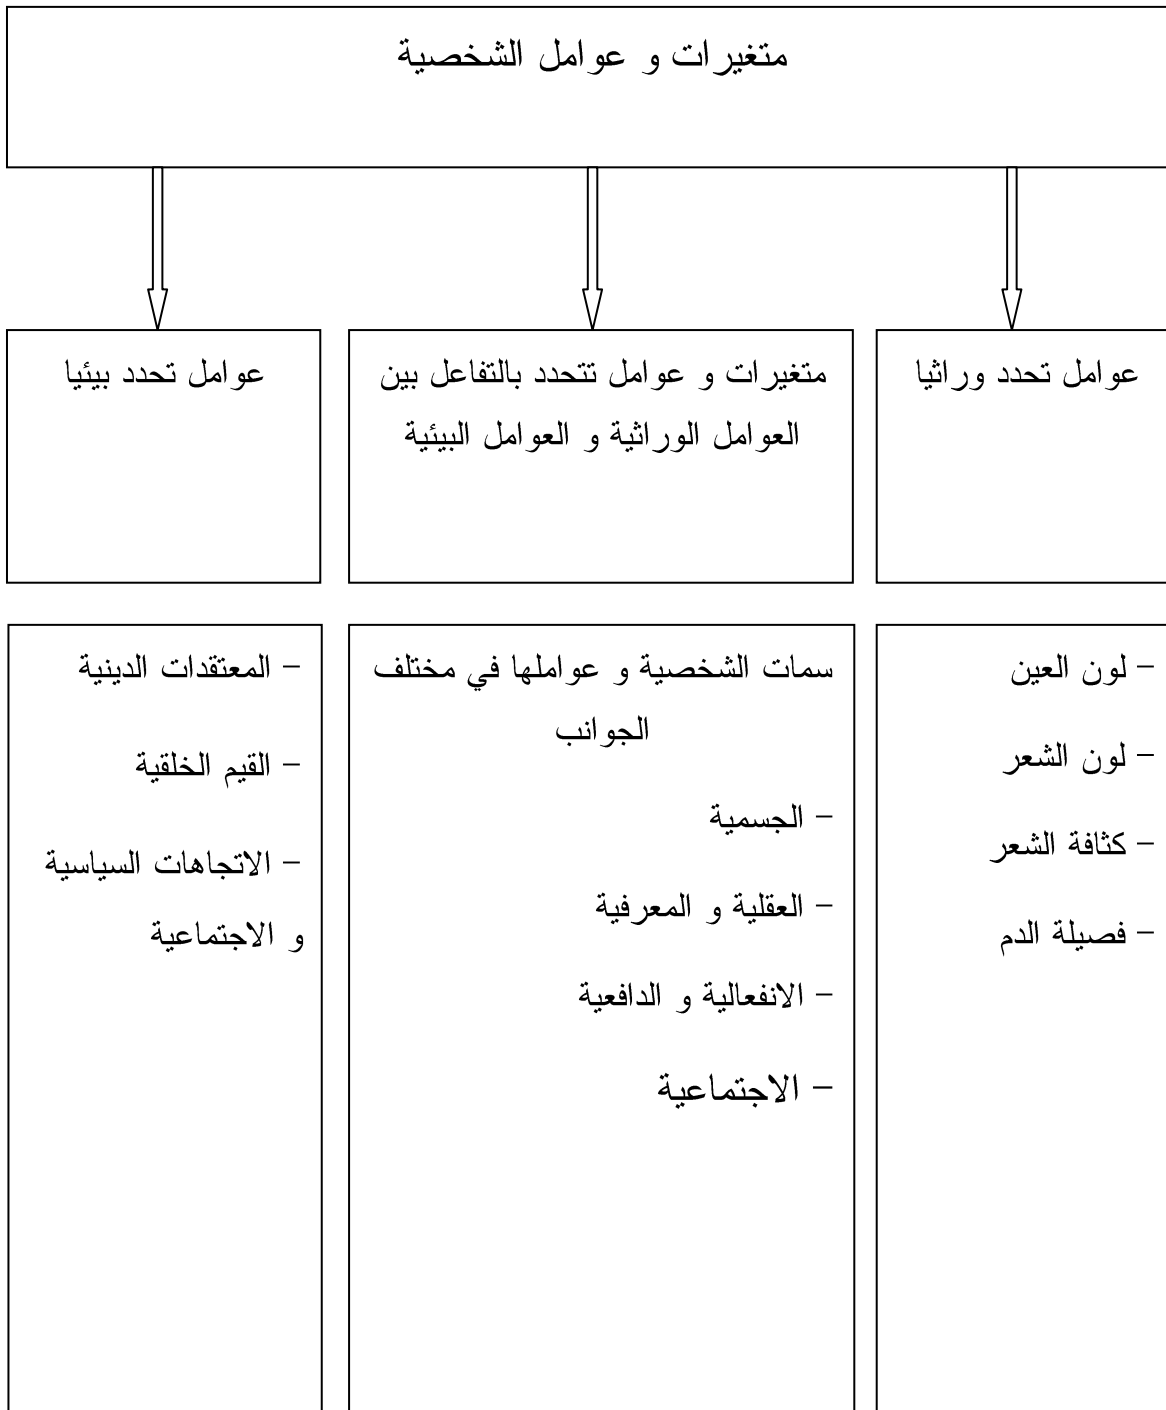 متغيرات و عوامل الشخصية
عوامل تحدد وراثيا
متغيرات و عوامل تتحدد بالتفاعل بين
العوامل الوراثية و العوامل البيئية
عوامل تحدد بيئيا
- لون العين
- لون الشعر
- كثافة الشعر
- فصيلة الدم
سمات الشخصية و عواملها في مختلف
الجوانب
- الجسمية
- العقلية و المعرفية
- الانفعالية و الدافعية
- الاجتماعية
- المعتقدات الدينية
- القيم الخلقية
- الاتجاهات السياسية
و الاجتماعية